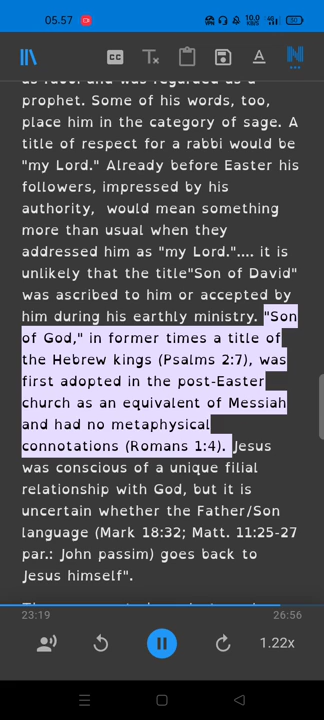 05.57
10.0
KB/S
4G
80
CC
as rabbi and was regarded as a
prophet. Some of his words, too,
place him in the category of sage. A
title of respect for a rabbi would be
"my Lord." Already before Easter his
followers, impressed by his
authority,  would mean something
more than usual when they
addressed him as "my Lord.".... it is
unlikely that the title"Son of David"
was ascribed to him or accepted by
him during his earthly ministry. "Son
of God," in former times a title of
the Hebrew kings (Psalms 2:7), was
first adopted in the post-Easter
church as an equivalent of Messiah
and had no metaphysical
connotations (Romans 1:4). Jesus
was conscious of a unique filial
relationship with God, but it is
uncertain whether the Father/Son
language (Mark 18:32; Matt. 11:25-27
par.: John passim) goes back to
Jesus himself".
23:19
26:56
1.22x